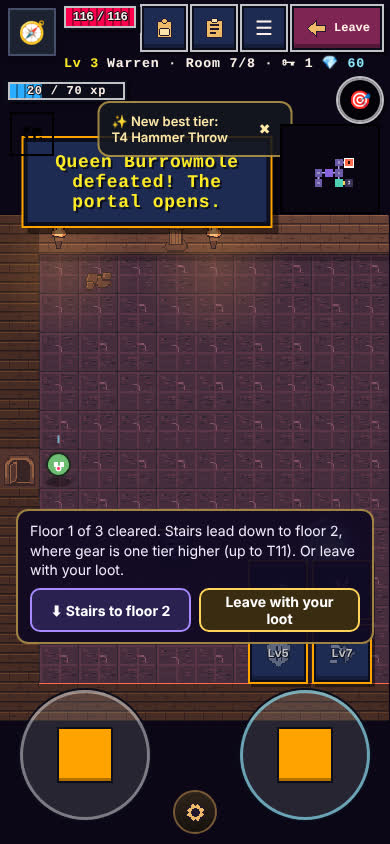 116 / 116
Leave
Lv 3 Warren · Room 7/8 · 1 60
20 / 70 xp
✨ New best tier:
T4 Hammer Throw
✖
Queen Burrowmole
defeated! The
portal opens.
Floor 1 of 3 cleared. Stairs lead down to floor 2,
where gear is one tier higher (up to T11). Or leave
with your loot.
⬇ Stairs to floor 2
Leave with your
loot
Lv5
Lv7